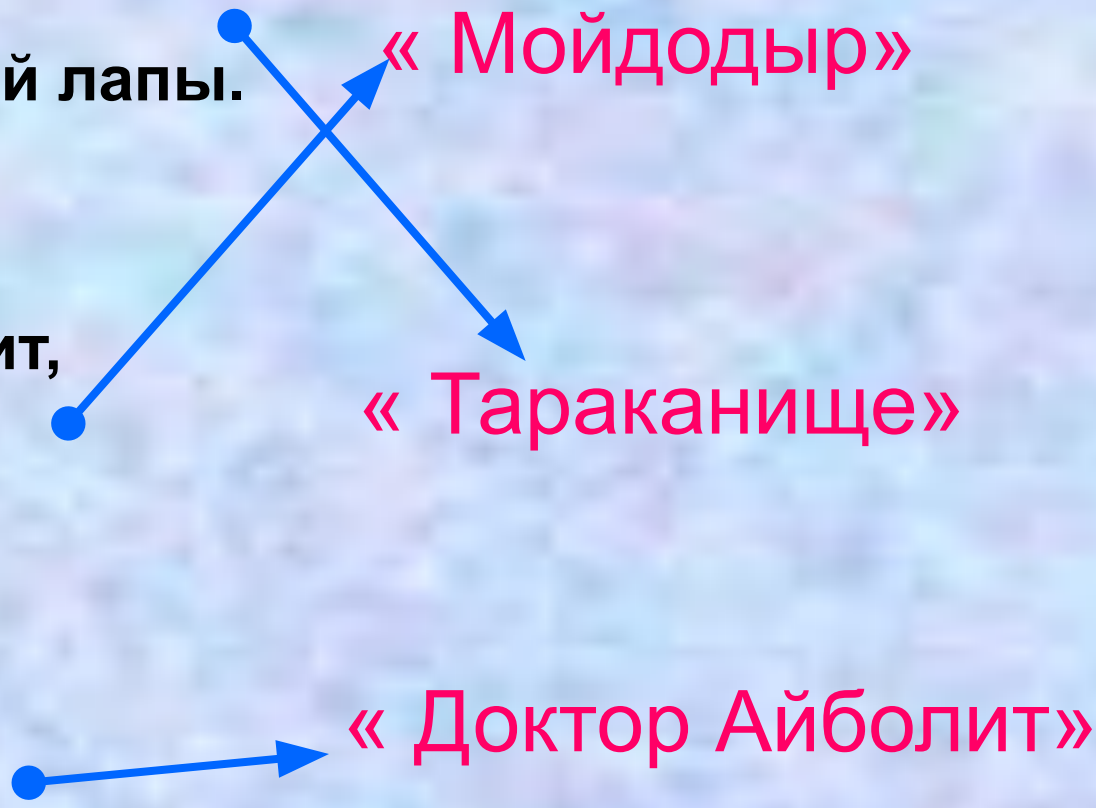 « Мойдодыр»
й лапы.
ит,
« Тараканище»
« Доктор Айболит»